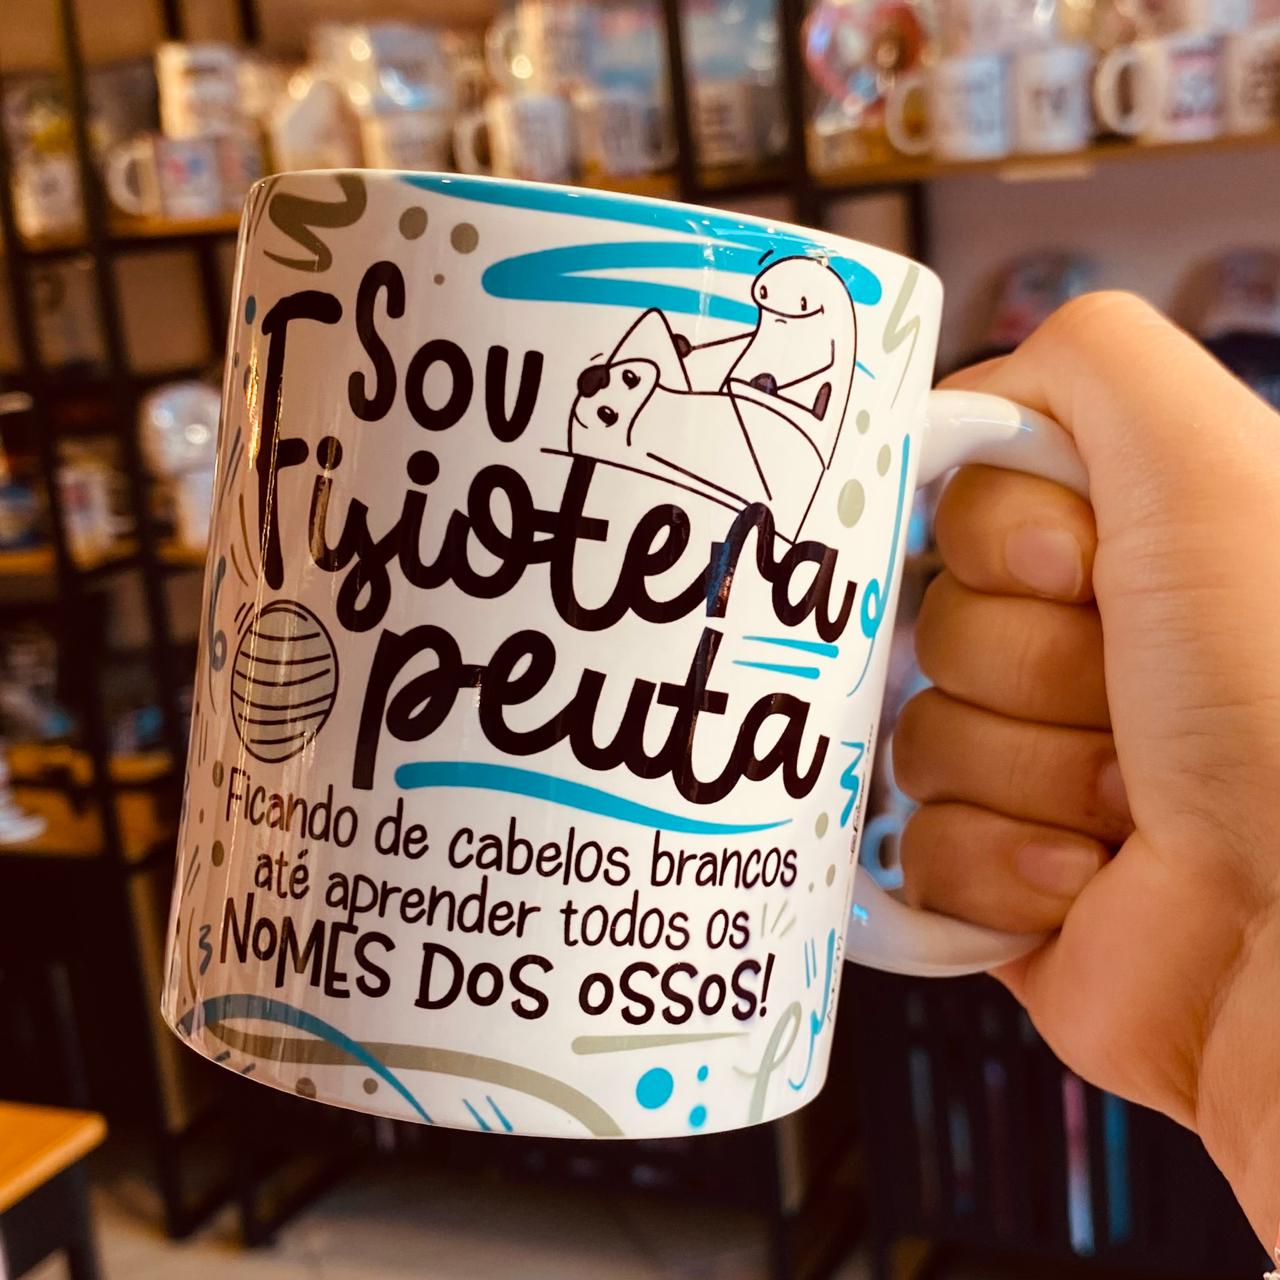 Sou
Fisiotera
peuta
Ficando de cabelos brancos
até aprender todos os
NOMES DOS OSSOS!